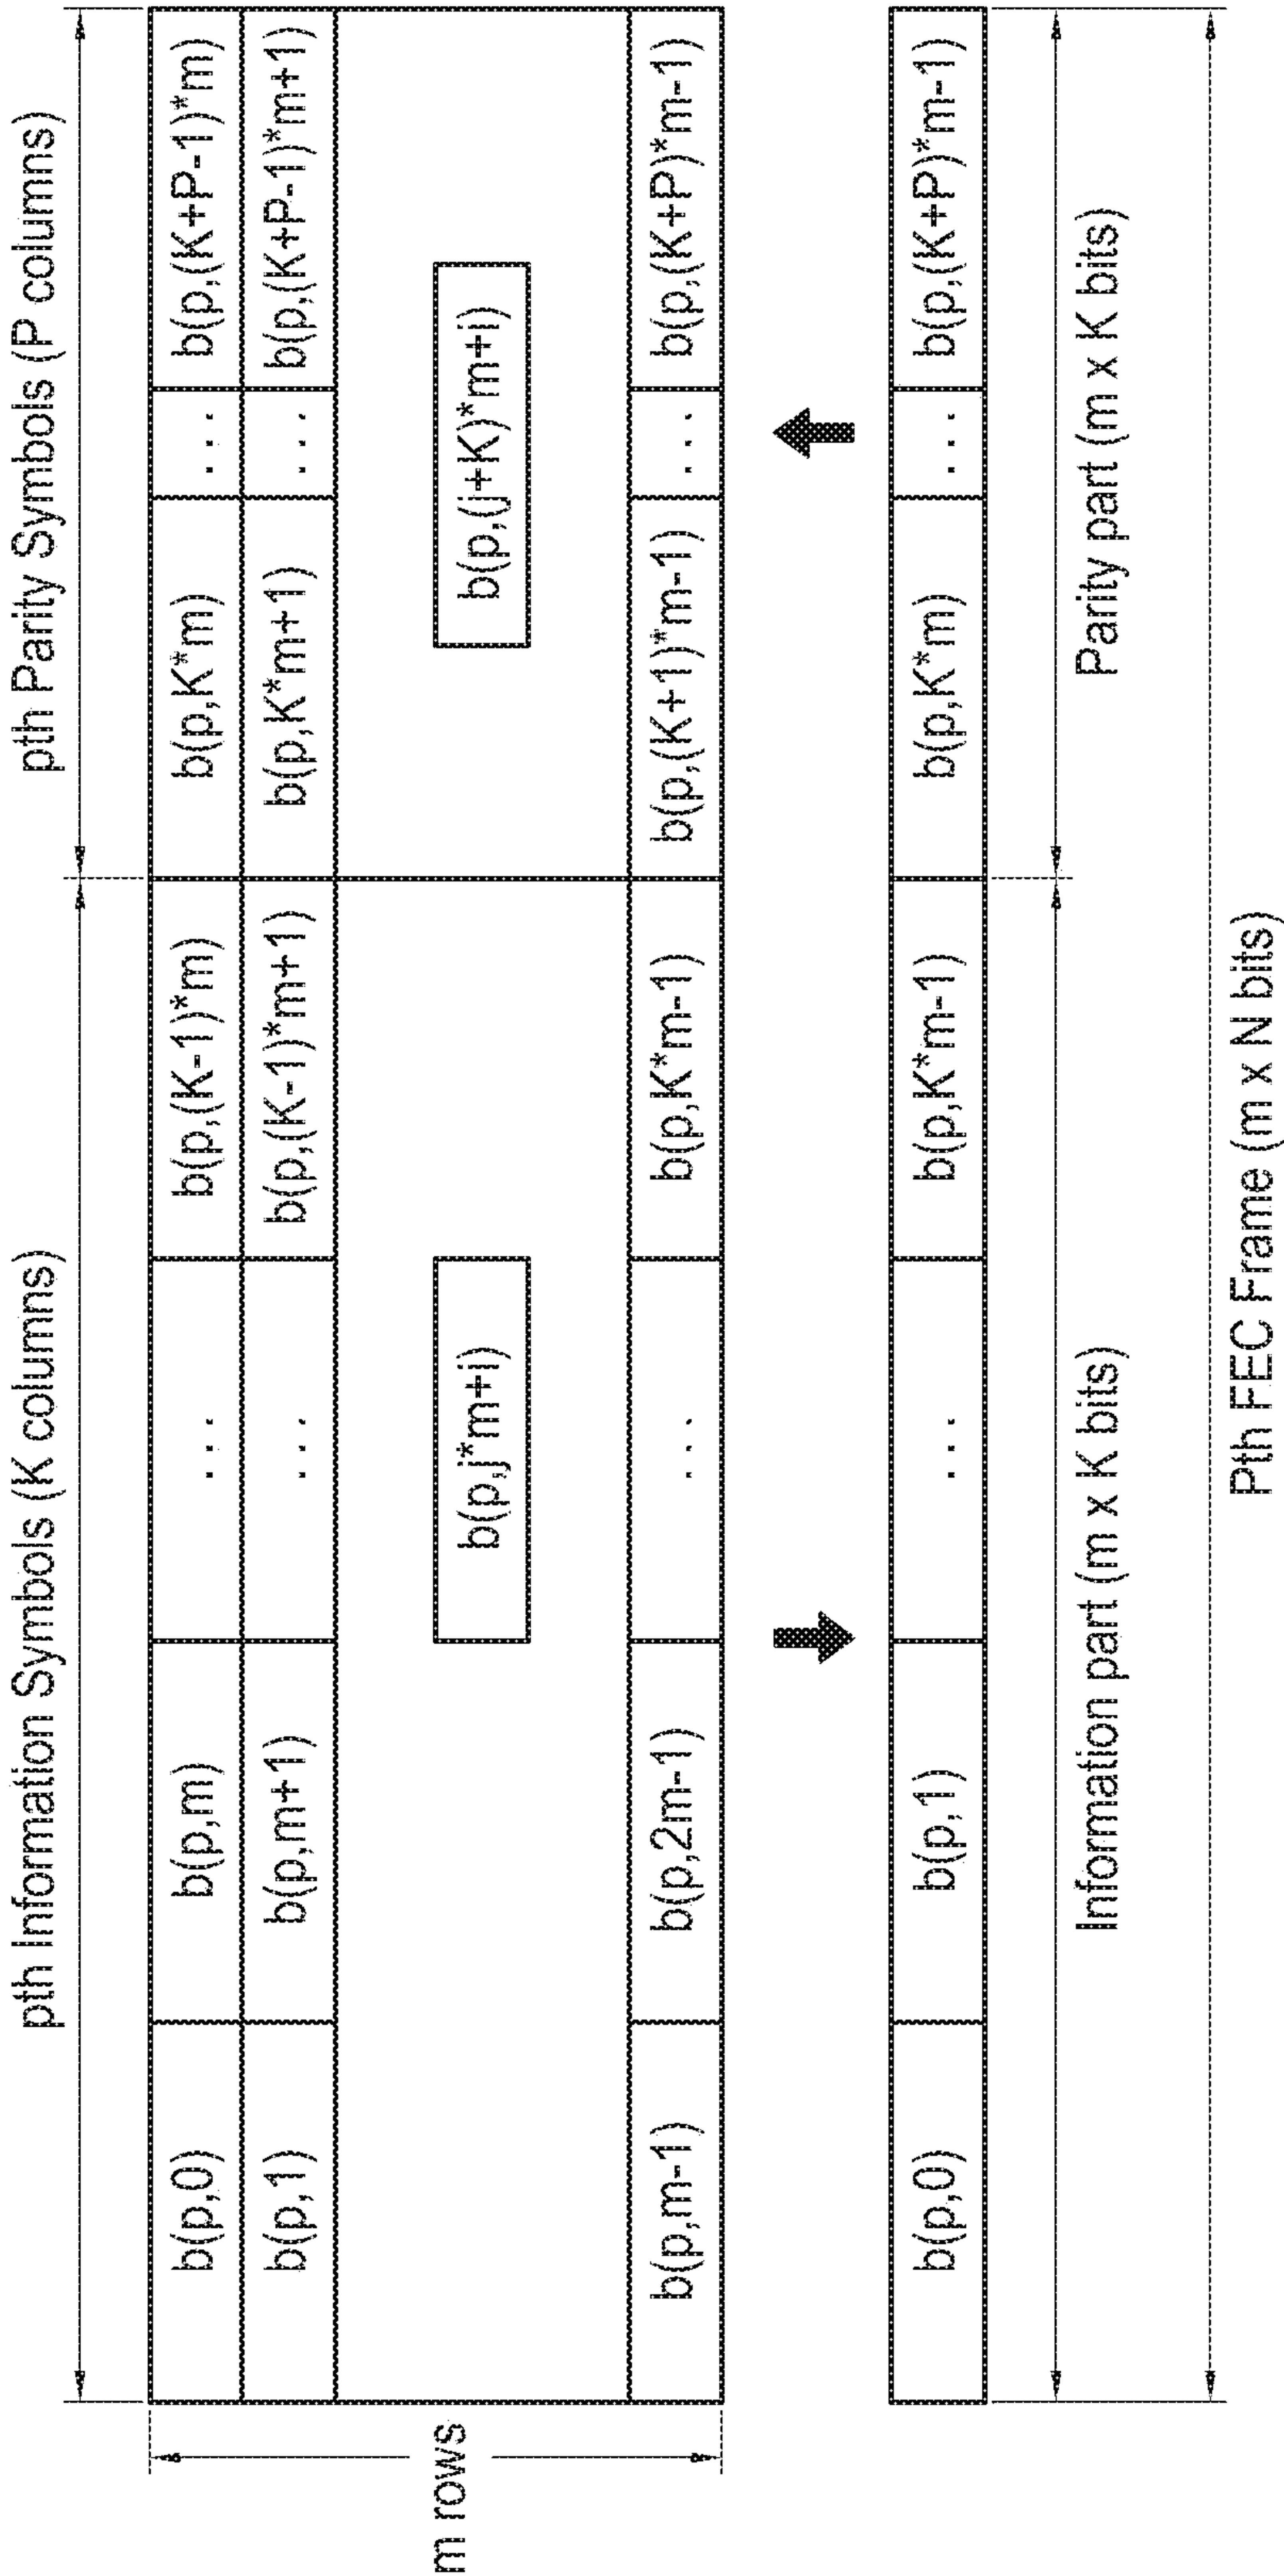 pth Information Symbols (K columns)
pth Parity Symbols (P columns)
b(p,0)
b(p,m)
...
b(p,(K-1)*m)
b(p,K*m)
...
b(p,(K+P-1)*m)
b(p,1)
b(p,m+1)
...
b(p,(K-1)*m+1)
b(p,K*m+1)
...
b(p,(K+P-1)*m+1)
m rows
b(p,j*m+i)
b(p,(j+K)*m+i)
b(p,m-1)
b(p,2m-1)
...
b(p,K*m-1)
b(p,(K+1)*m-1)
...
b(p,(K+P)*m-1)
b(p,0)
b(p,1)
...
b(p,K*m-1)
b(p,K*m)
...
b(p,(K+P)*m-1)
Information part (m x K bits)
Parity part (m x K bits)
Pth FEC Frame (m x N bits)